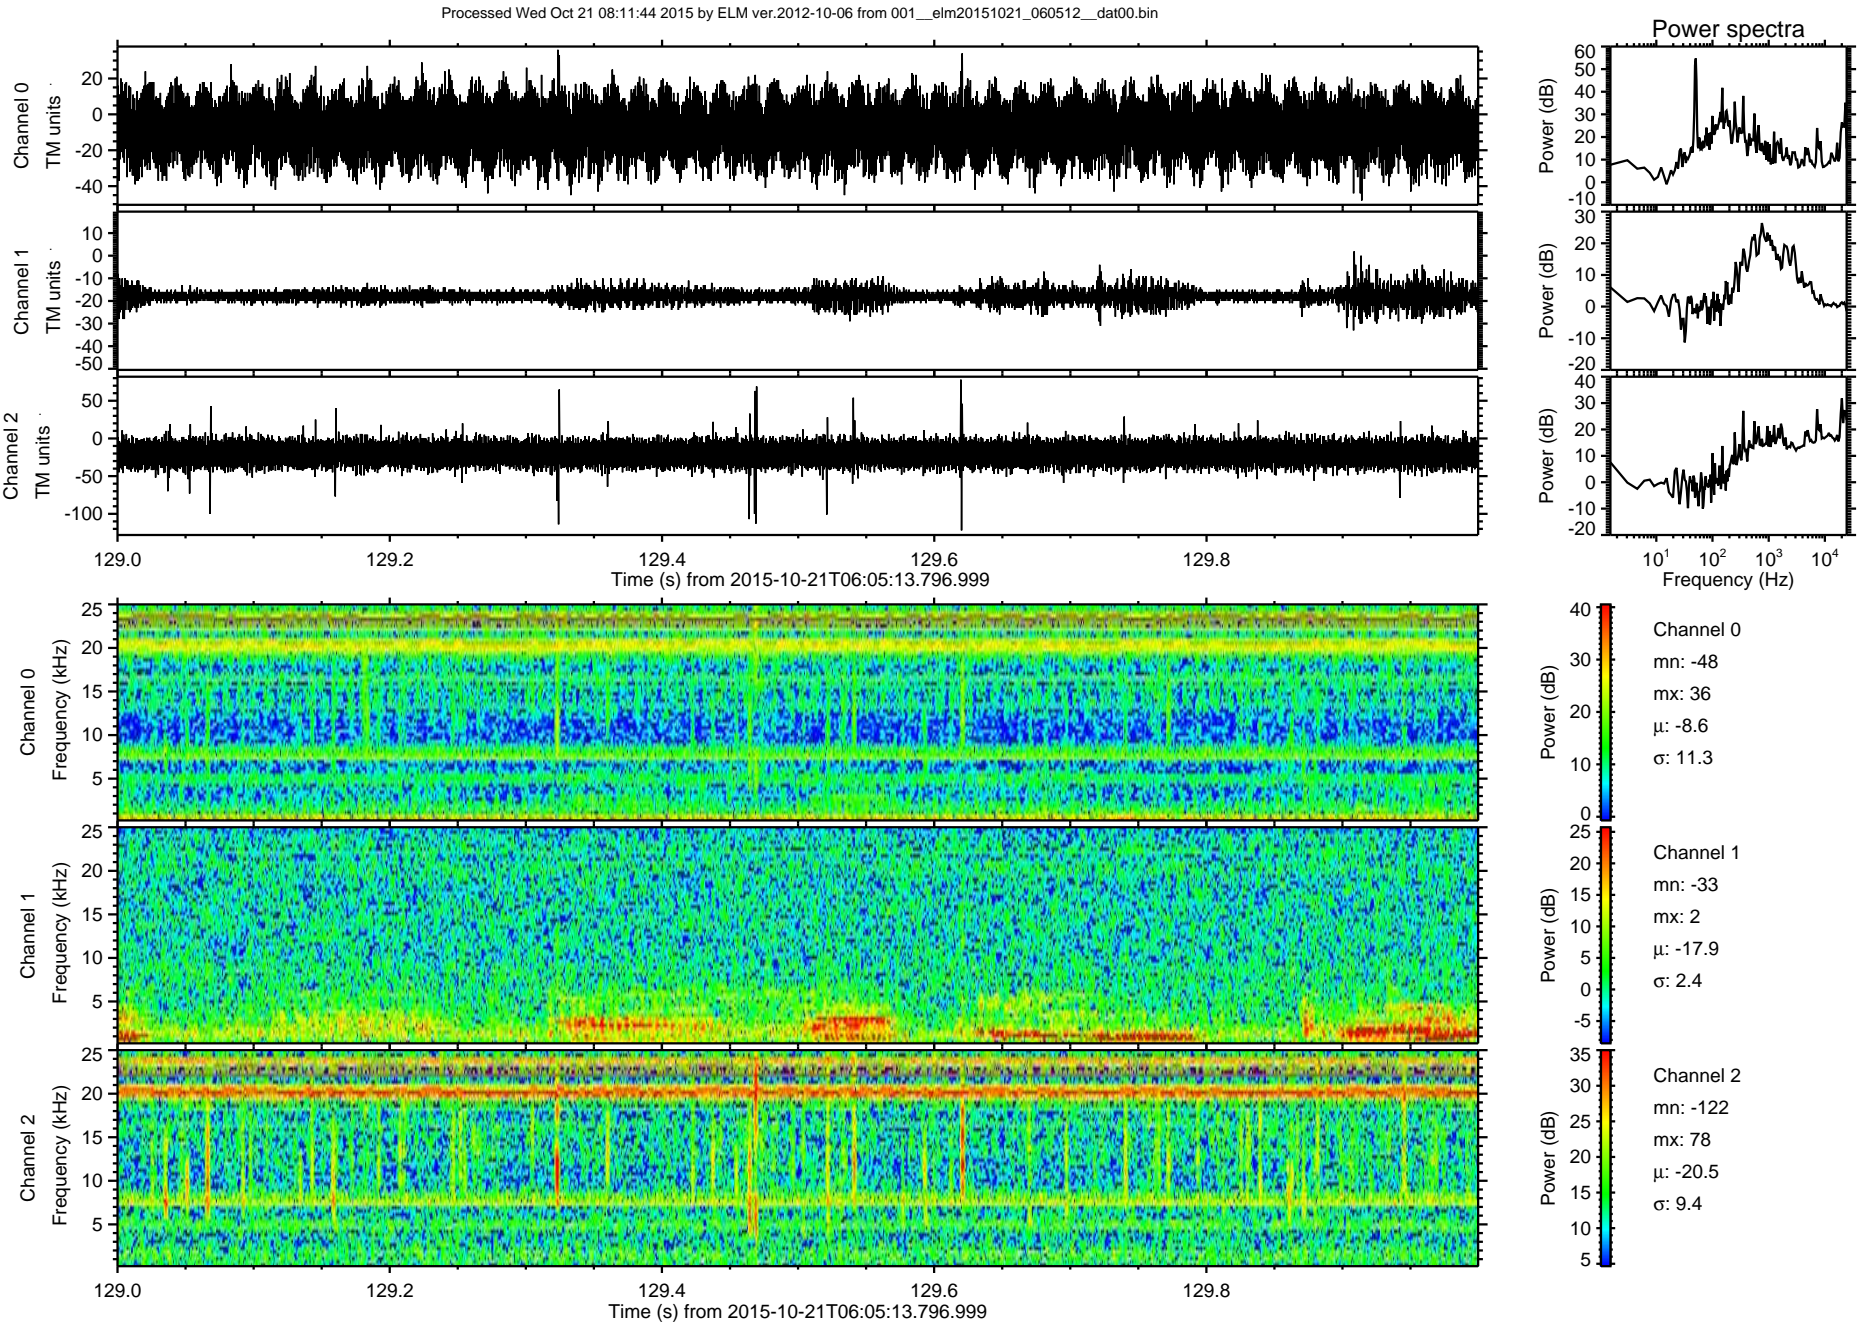 Processed Wed Oct 21 08:11:44 2015 by ELM ver.2012-10-06 from 001__elm20151021_060512__dat00.bin
Power spectra
Channel 0
TM units
20
0
-20
-40
Power (dB)
60
50
40
30
20
10
0
-10
Channel 1
TM units
10
0
-10
-20
-30
-40
-50
Power (dB)
30
20
10
0
-10
-20
Channel 2
TM units
50
0
-50
-100
Power (dB)
40
30
20
10
0
-10
-20
129.0 129.2 129.4 129.6 129.8
Time (s) from 2015-10-21T06:05:13.796.999
10^1 10^2 10^3 10^4
Frequency (Hz)
Channel 0
Frequency (kHz)
25
20
15
10
5
Power (dB)
40
30
20
10
0
Channel 0
mn: -48
mx: 36
μ: -8.6
σ: 11.3
Channel 1
Frequency (kHz)
25
20
15
10
5
Power (dB)
25
20
15
10
5
0
-5
Channel 1
mn: -33
mx: 2
μ: -17.9
σ: 2.4
Channel 2
Frequency (kHz)
25
20
15
10
5
Power (dB)
35
30
25
20
15
10
5
Channel 2
mn: -122
mx: 78
μ: -20.5
σ: 9.4
129.0 129.2 129.4 129.6 129.8
Time (s) from 2015-10-21T06:05:13.796.999